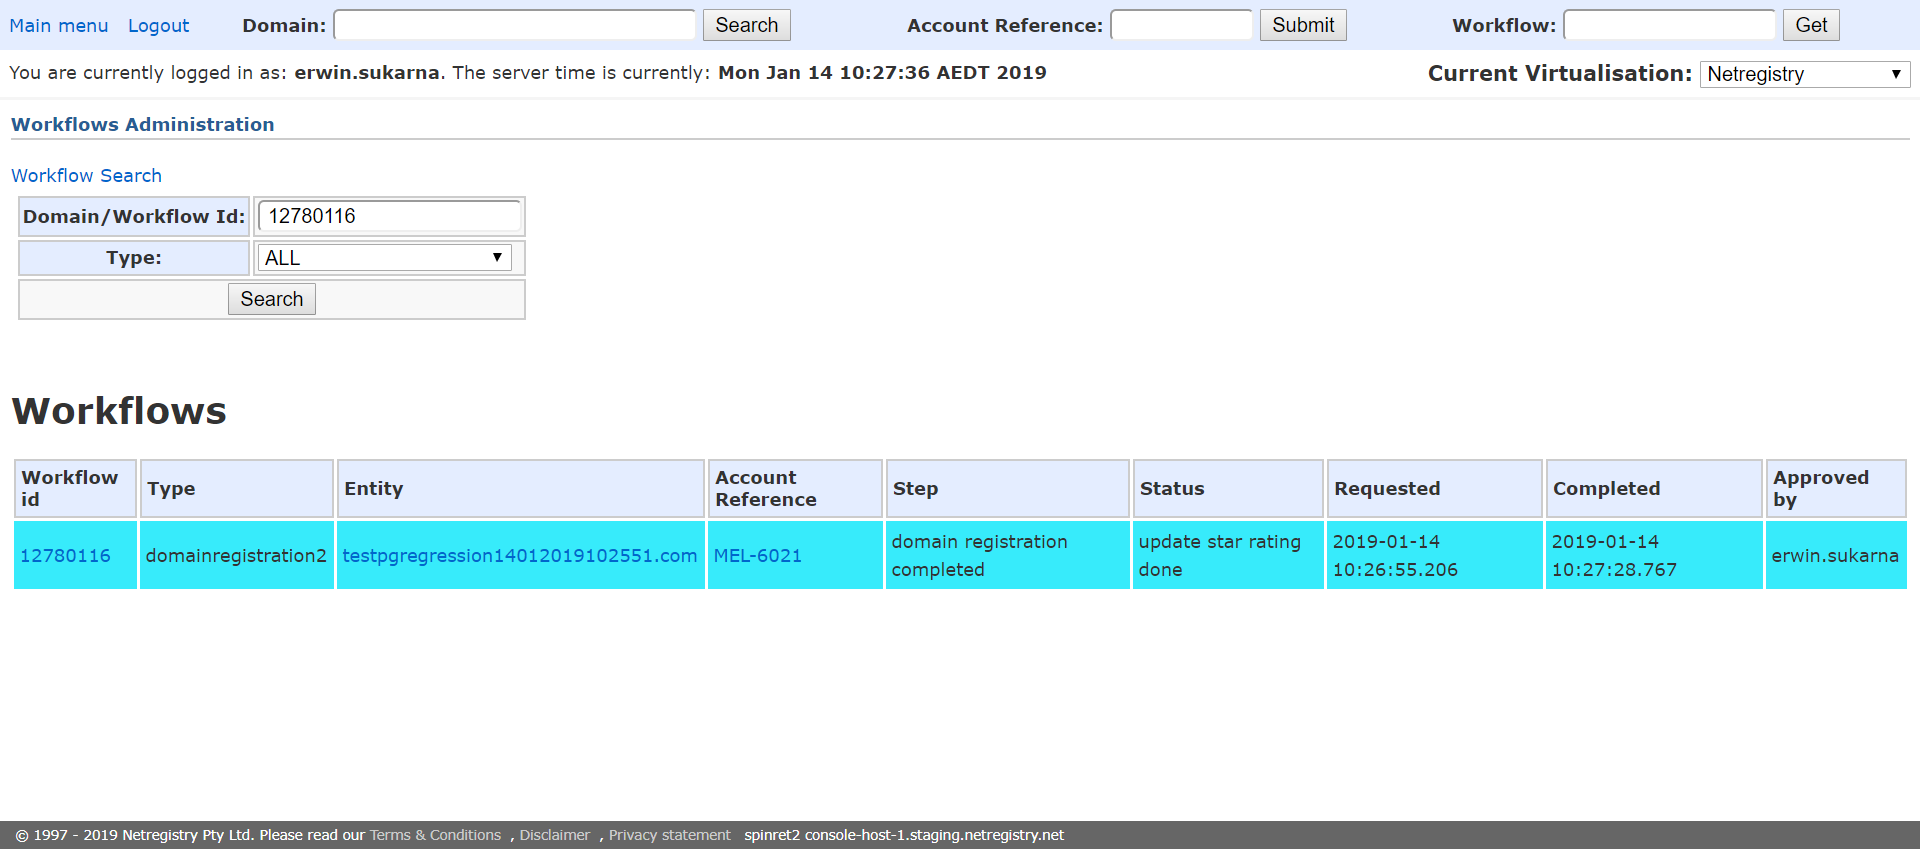 Main menu Logout Domain: Search Account Reference: Submit Workflow: Get
You are currently logged in as: erwin.sukarna. The server time is currently: Mon Jan 14 10:27:36 AEDT 2019 Current Virtualisation: Netregistry
Workflows Administration
Workflow Search
Domain/Workflow Id: 12780116
Type: ALL
Search
Workflows
Workflow id Type Entity Account Reference Step Status Requested Completed Approved by
12780116 domainregistration2 testpgregression14012019102551.com MEL-6021 domain registration completed update star rating done 2019-01-14 10:26:55.206 2019-01-14 10:27:28.767 erwin.sukarna
© 1997 - 2019 Netregistry Pty Ltd. Please read our Terms & Conditions , Disclaimer , Privacy statement spinret2 console-host-1.staging.netregistry.net